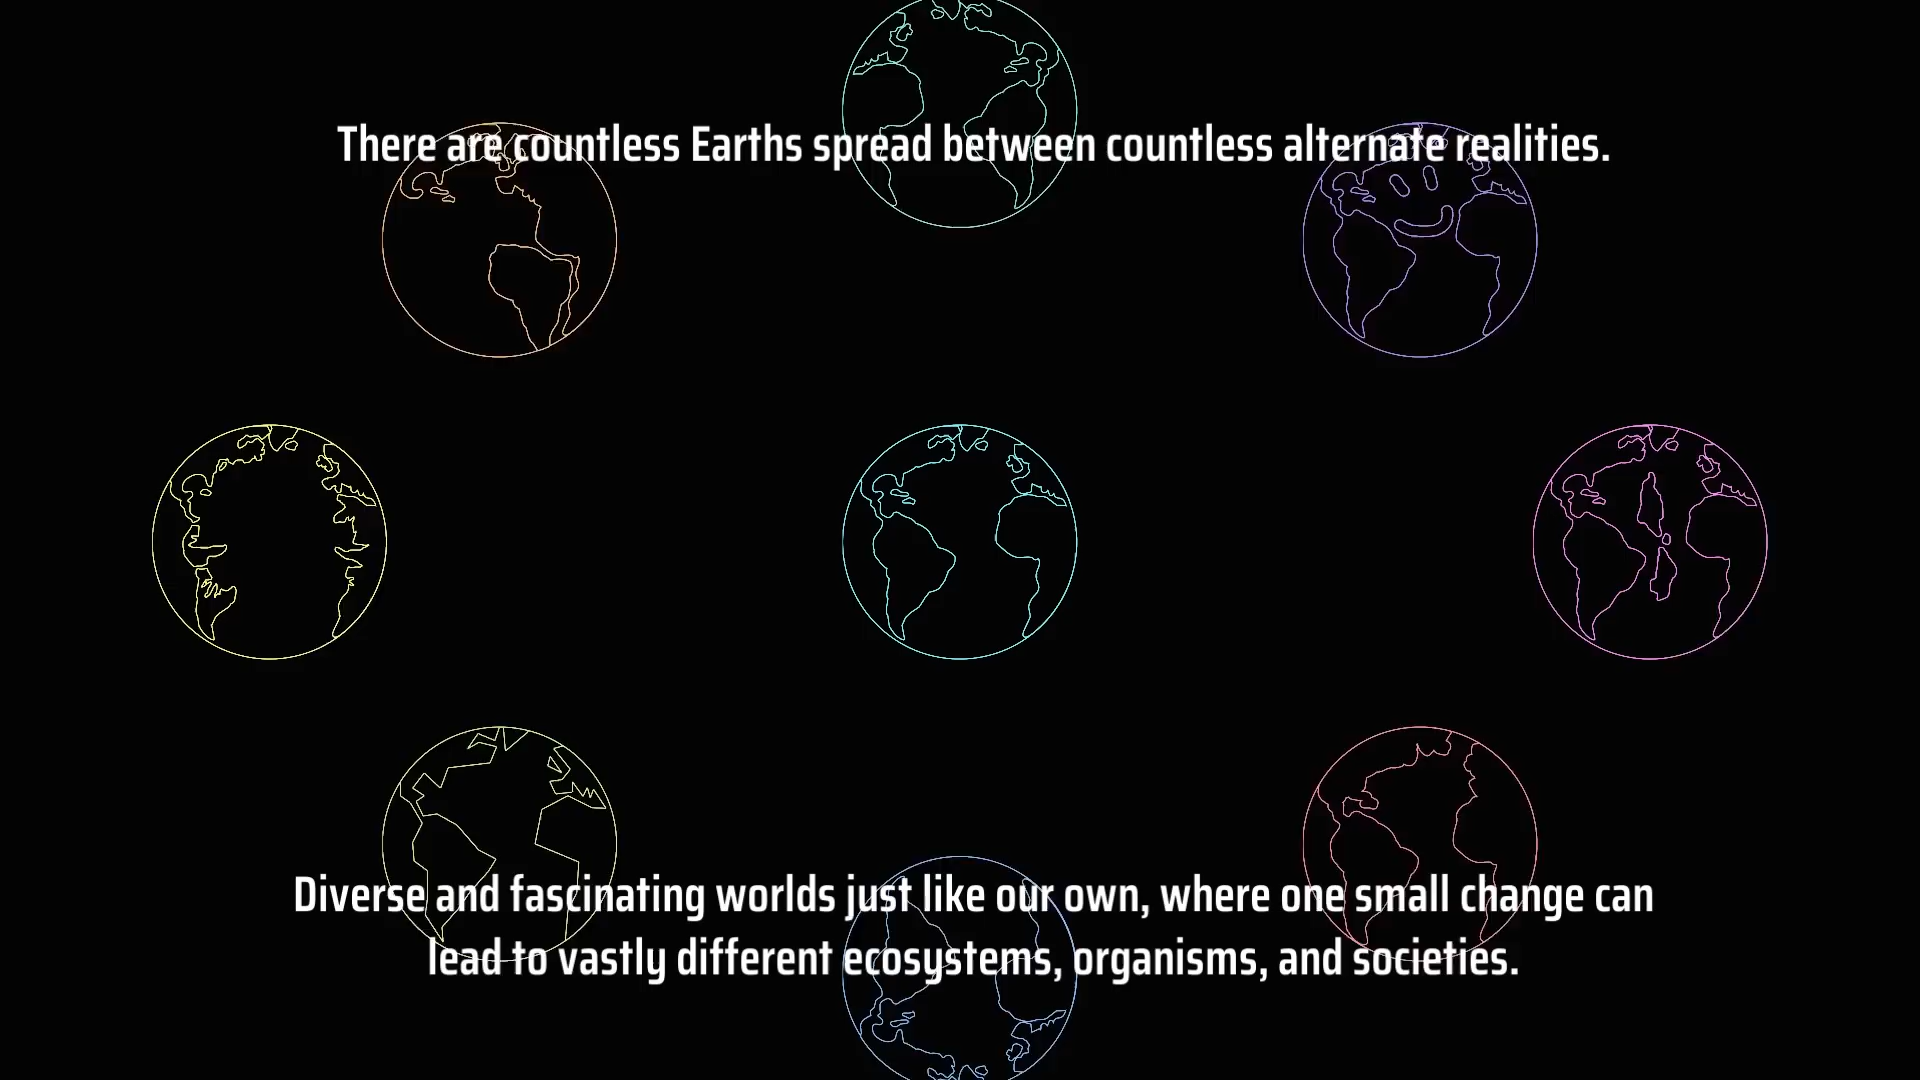 There are countless Earths spread between countless alternate realities.
Diverse and fascinating worlds just like our own, where one small change can
lead to vastly different ecosystems, organisms, and societies.